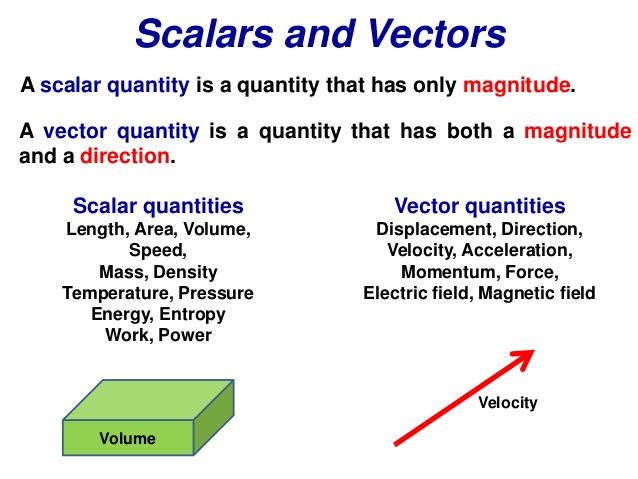 Scalars and Vectors
A scalar quantity is a quantity that has only magnitude.
A vector quantity is a quantity that has both a magnitude
and a direction.
Scalar quantities
Length, Area, Volume,
Speed,
Mass, Density
Temperature, Pressure
Energy, Entropy
Work, Power
Volume
Vector quantities
Displacement, Direction,
Velocity, Acceleration,
Momentum, Force,
Electric field, Magnetic field
Velocity